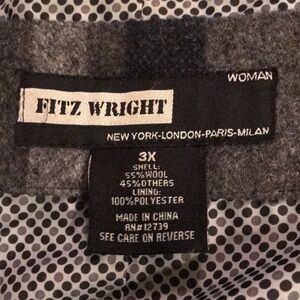 WOMAN
FITZ WRIGHT
NEW YORK-LONDON-PARIS-MILAN
3X
SHELL:
55%WOOL
45%OTHERS
LINING:
100%POLYESTER
MADE IN CHINA
RN#12739
SEE CARE ON REVERSE